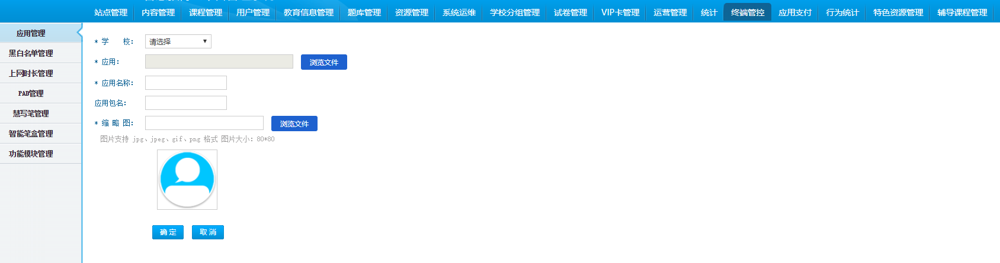 站点管理 内容管理 课程管理 用户管理 教育信息管理 题库管理 资源管理 系统运维 学校分组管理 试卷管理 VIP卡管理 运营管理 统计 终端管控 应用支付 行为统计 特色资源管理 辅导课程管理
应用管理
黑白名单管理
上网时长管理
PAD管理
慧写笔管理
智能笔盒管理
功能模块管理
* 学 校： 请选择
* 应用： 浏览文件
* 应用名称：
应用包名：
* 缩 略 图： 浏览文件
图片支持 jpg、jpeg、gif、png 格式 图片大小：80*80
确 定 取 消